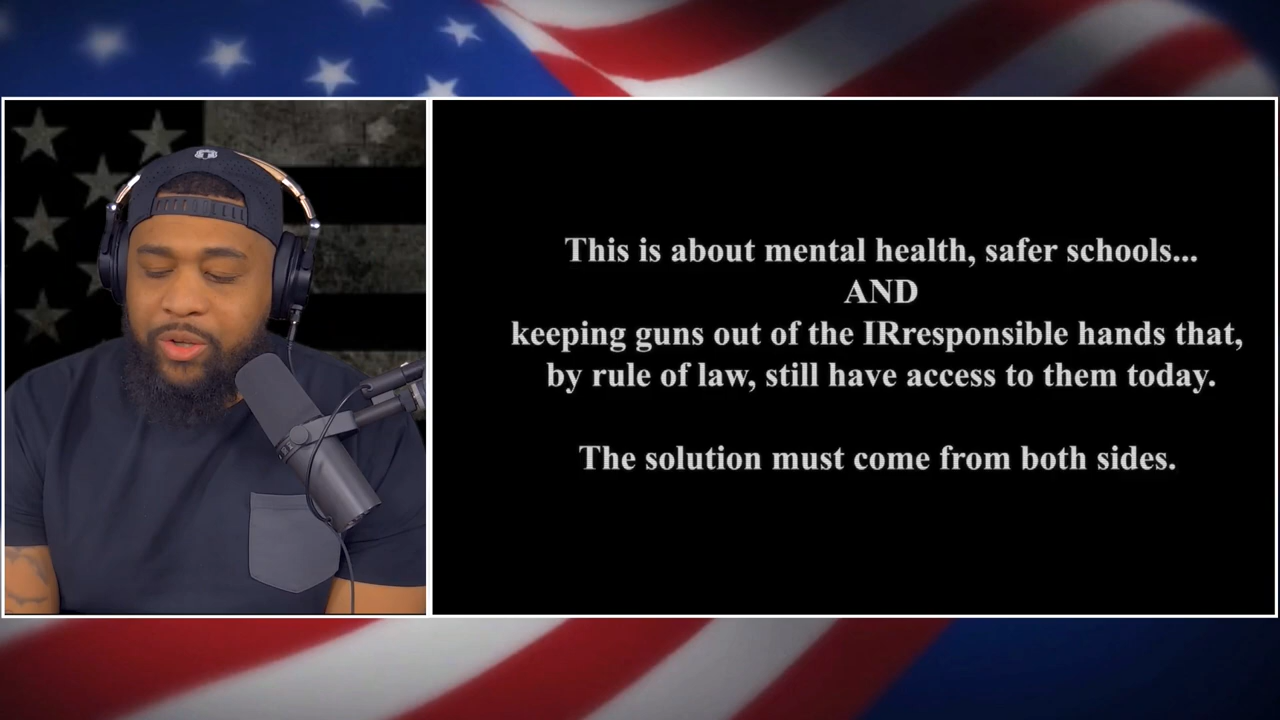 This is about mental health, safer schools...
AND
keeping guns out of the IRresponsible hands that,
by rule of law, still have access to them today.
The solution must come from both sides.